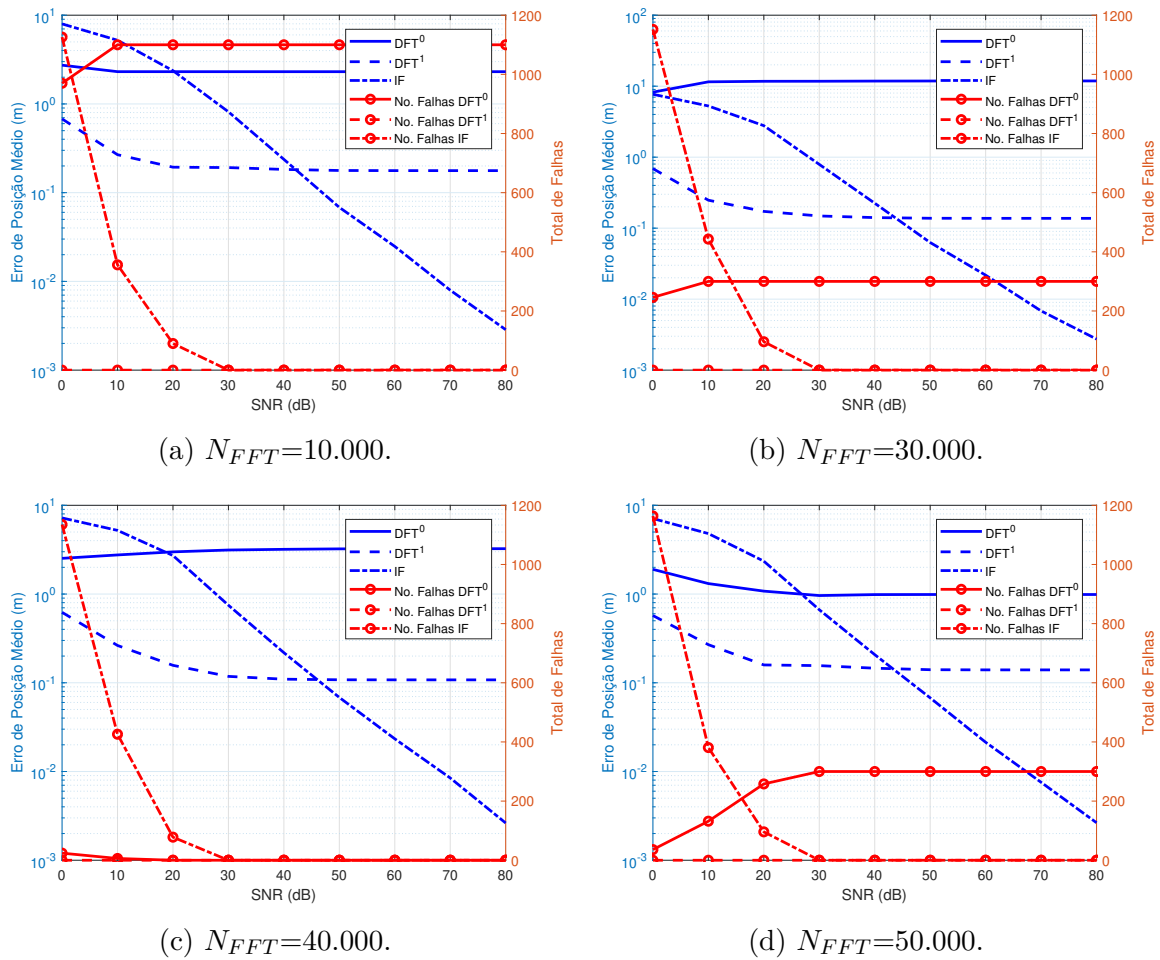 10^1
10^0
10^-1
10^-2
10^-3
Erro de Posição Médio (m)
1200
1000
800
600
400
200
0
Total de Falhas
DFT^0
DFT^1
IF
No. Falhas DFT^0
No. Falhas DFT^1
No. Falhas IF
0 10 20 30 40 50 60 70 80
SNR (dB)
(a) N_FFT=10.000.
10^2
10^1
10^0
10^-1
10^-2
10^-3
Erro de Posição Médio (m)
1200
1000
800
600
400
200
0
Total de Falhas
DFT^0
DFT^1
IF
No. Falhas DFT^0
No. Falhas DFT^1
No. Falhas IF
0 10 20 30 40 50 60 70 80
SNR (dB)
(b) N_FFT=30.000.
10^1
10^0
10^-1
10^-2
10^-3
Erro de Posição Médio (m)
1200
1000
800
600
400
200
0
Total de Falhas
DFT^0
DFT^1
IF
No. Falhas DFT^0
No. Falhas DFT^1
No. Falhas IF
0 10 20 30 40 50 60 70 80
SNR (dB)
(c) N_FFT=40.000.
10^1
10^0
10^-1
10^-2
10^-3
Erro de Posição Médio (m)
1200
1000
800
600
400
200
0
Total de Falhas
DFT^0
DFT^1
IF
No. Falhas DFT^0
No. Falhas DFT^1
No. Falhas IF
0 10 20 30 40 50 60 70 80
SNR (dB)
(d) N_FFT=50.000.